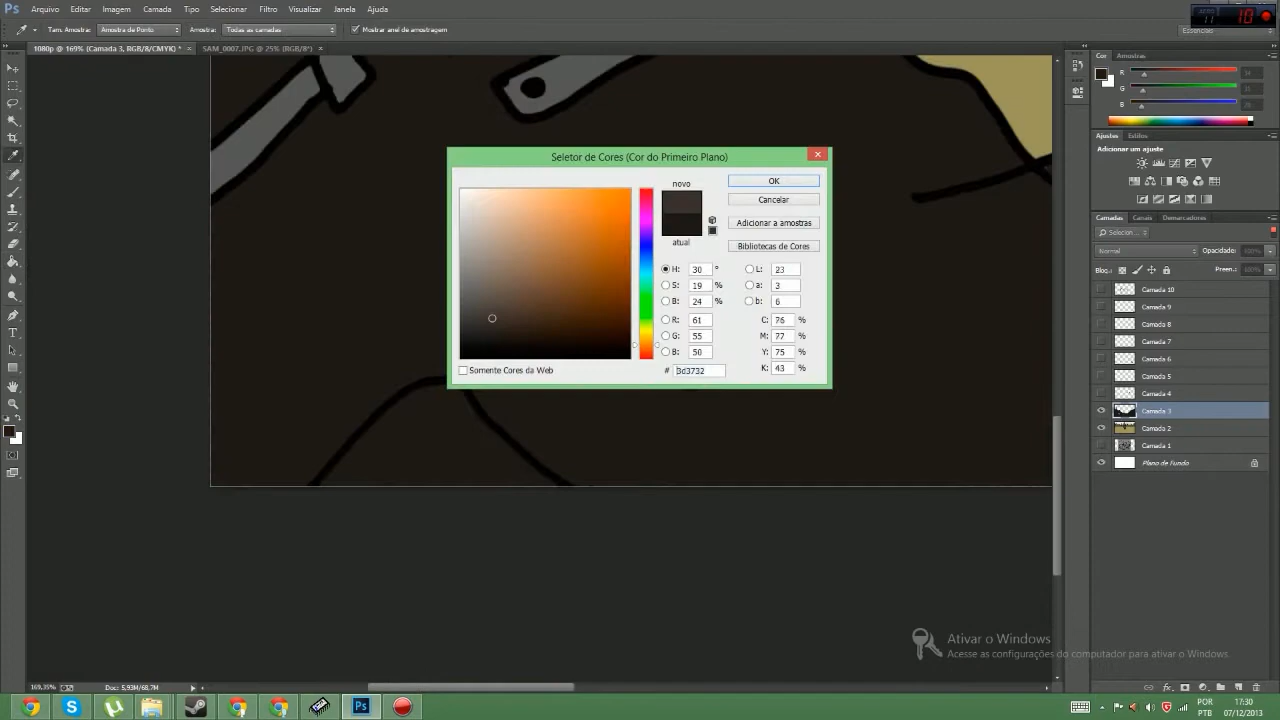 Ps Arquivo Editar Imagem Camada Tipo Selecionar Filtro Visualizar Janela Ajuda
Tam. Amostra: Amostra de Ponto Amostra: Todas as camadas Mostrar anel de amostragem
Essenciais
1080p @ 169% (Camada 3, RGB/8/CMYK) * × SAM_0007.JPG @ 25% (RGB/8*) ×
Cor Amostras
R
G
B
Ajustes Estilos
Adicionar um ajuste
Camadas Canais Demarcadores
Selecion...
Normal Opacidade: 100%
Bloq.: Preen.: 100%
Camada 10
Camada 9
Camada 8
Camada 7
Camada 6
Camada 5
Camada 4
Camada 3
Camada 2
Camada 1
Plano de Fundo
Seletor de Cores (Cor do Primeiro Plano)
novo
atual
OK
Cancelar
Adicionar a amostras
Bibliotecas de Cores
H: 30 ° L: 23
S: 19 % a: 3
B: 24 % b: 6
R: 61 C: 76 %
G: 55 M: 77 %
B: 50 Y: 75 %
Somente Cores da Web # 3d3732 K: 43 %
Ativar o Windows
Acesse as configurações do computador para ativar o Windows.
169,35% Doc: 5,93M/68,7M
POR 17:30
PTB 07/12/2013